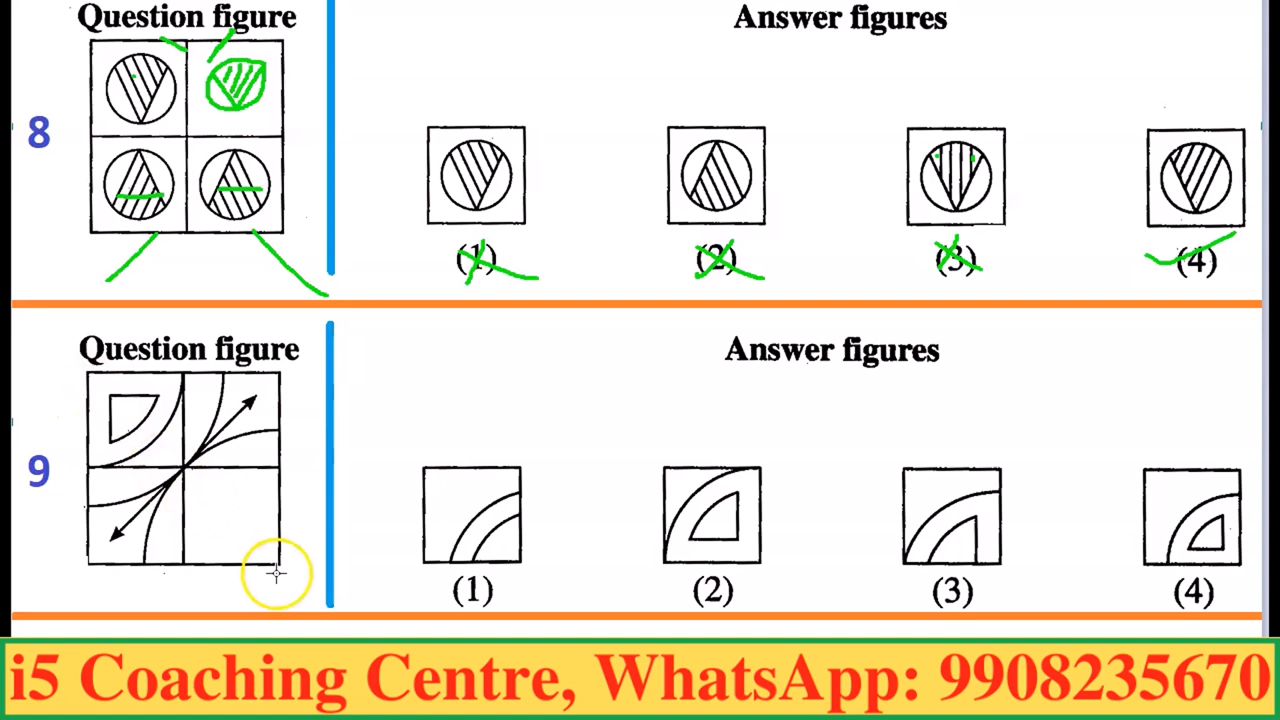 Question figure
Answer figures
8
(1)
(2)
(3)
(4)
Question figure
Answer figures
9
(1)
(2)
(3)
(4)
i5 Coaching Centre, WhatsApp: 9908235670